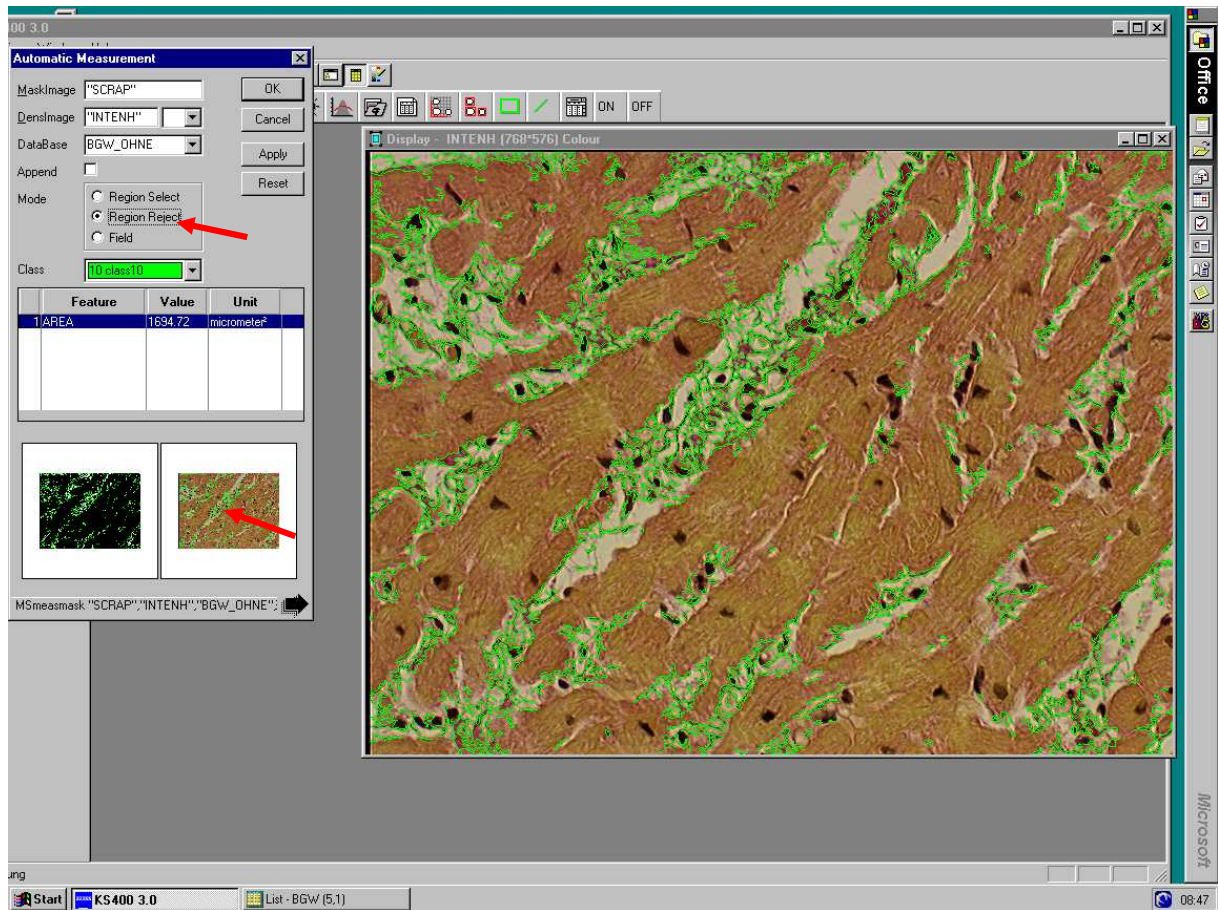 400 3.0
Automatic Measurement
MaskImage "SCRAP"
OK
DensImage "INTENH"
Cancel
DataBase BGW_OHNE
Apply
Append
Reset
Mode
Region Select
Region Reject
Field
Class 10 class10
Feature Value Unit
1 AREA 1694.72 micrometer²
MSmeasmask "SCRAP","INTENH","BGW_OHNE",
ON OFF
Display - INTENH (768*576) Colour
Office
Microsoft
ung
Start
KS400 3.0
List - BGW (5,1)
08:47